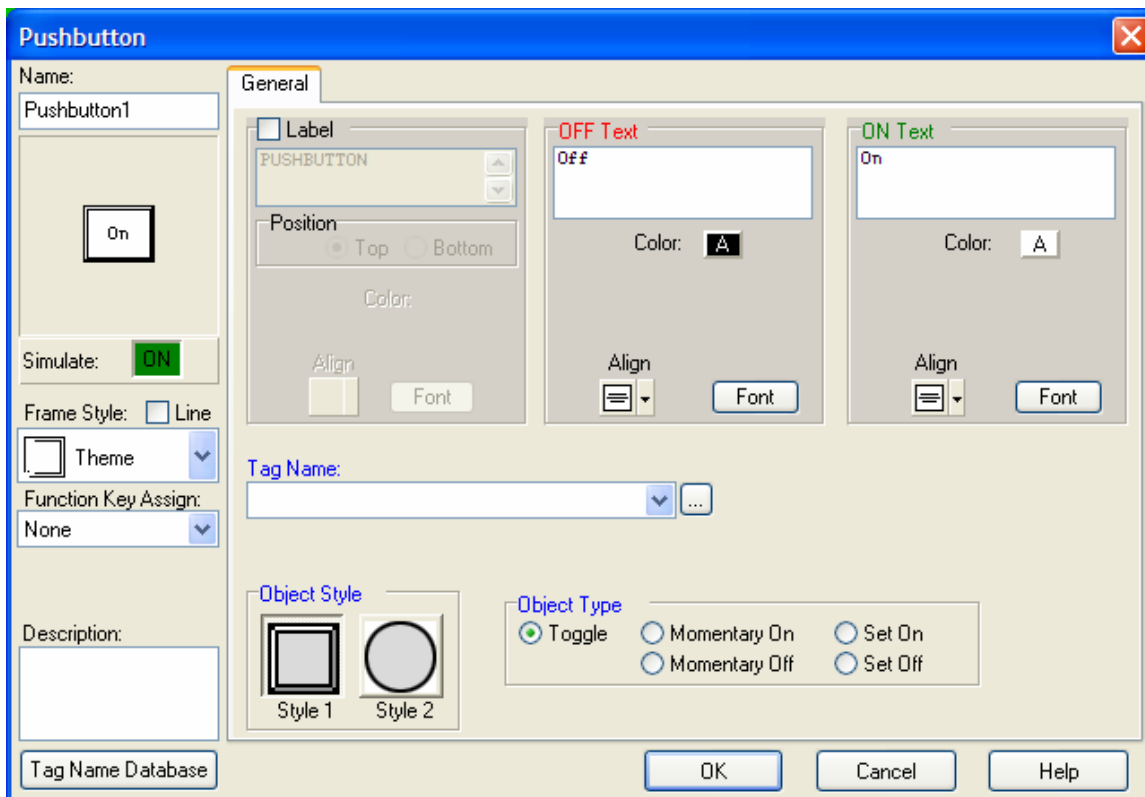 Pushbutton
Name:
Pushbutton1
On
Simulate: ON
Frame Style: Line
Theme
Function Key Assign:
None
Description:
Tag Name Database
General
Label
PUSHBUTTON
Position
Top Bottom
Color:
Align
Font
OFF Text
Off
Color: A
Align
Font
ON Text
On
Color: A
Align
Font
Tag Name:
...
Object Style
Style 1 Style 2
Object Type
Toggle Momentary On Set On
Momentary Off Set Off
OK Cancel Help